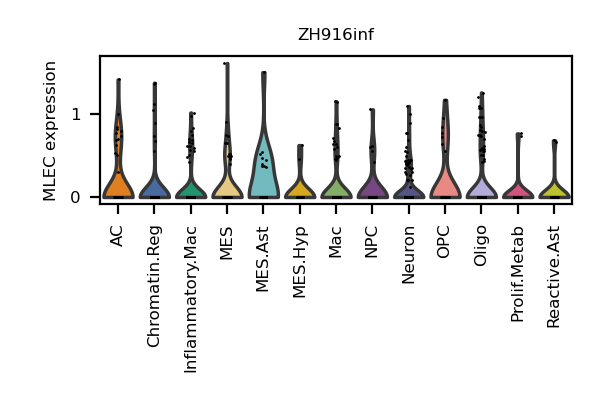 ZH916inf
MLEC expression
1
0
AC
Chromatin.Reg
Inflammatory.Mac
MES
MES.Ast
MES.Hyp
Mac
NPC
Neuron
OPC
Oligo
Prolif.Metab
Reactive.Ast